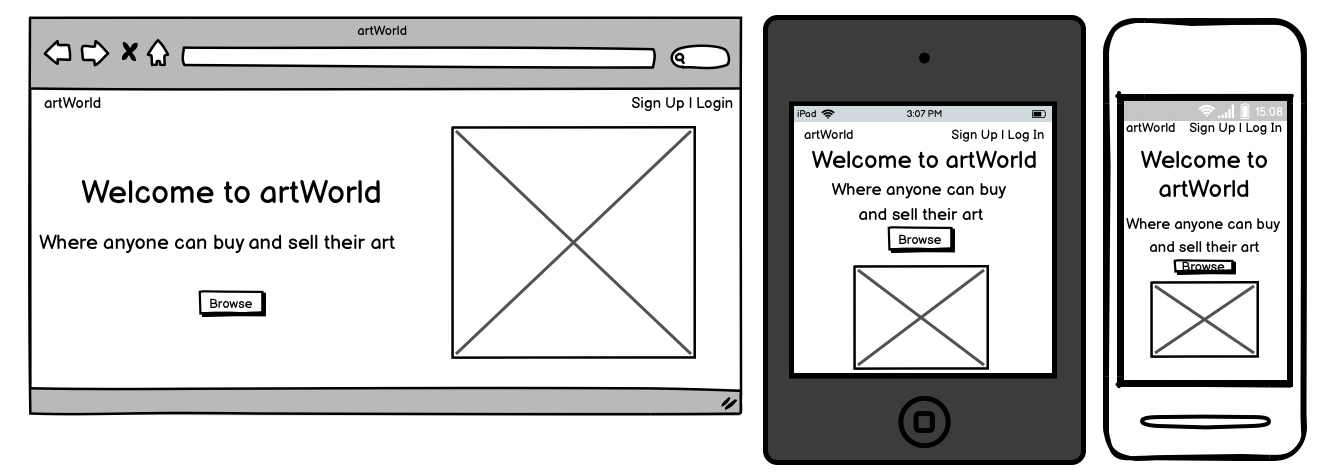 artWorld
artWorld
Sign Up | Login
Welcome to artWorld
Where anyone can buy and sell their art
Browse
iPad
3:07 PM
artWorld
Sign Up | Log In
Welcome to artWorld
Where anyone can buy
and sell their art
Browse
15:08
artWorld
Sign Up | Log In
Welcome to
artWorld
Where anyone can buy
and sell their art
Browse